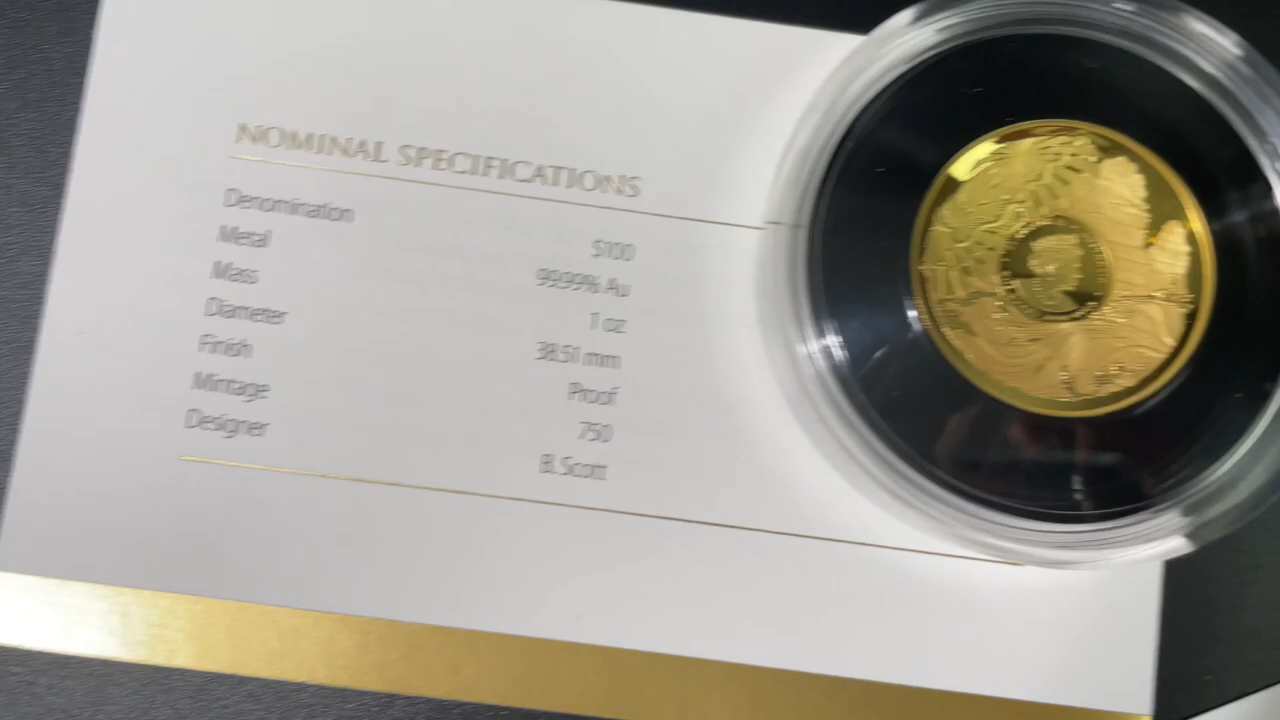 NOMINAL SPECIFICATIONS
Denomination $100
Metal 99.99% Au
Mass 1 oz
Diameter 38.51 mm
Finish Proof
Mintage 750
Designer B. Scott